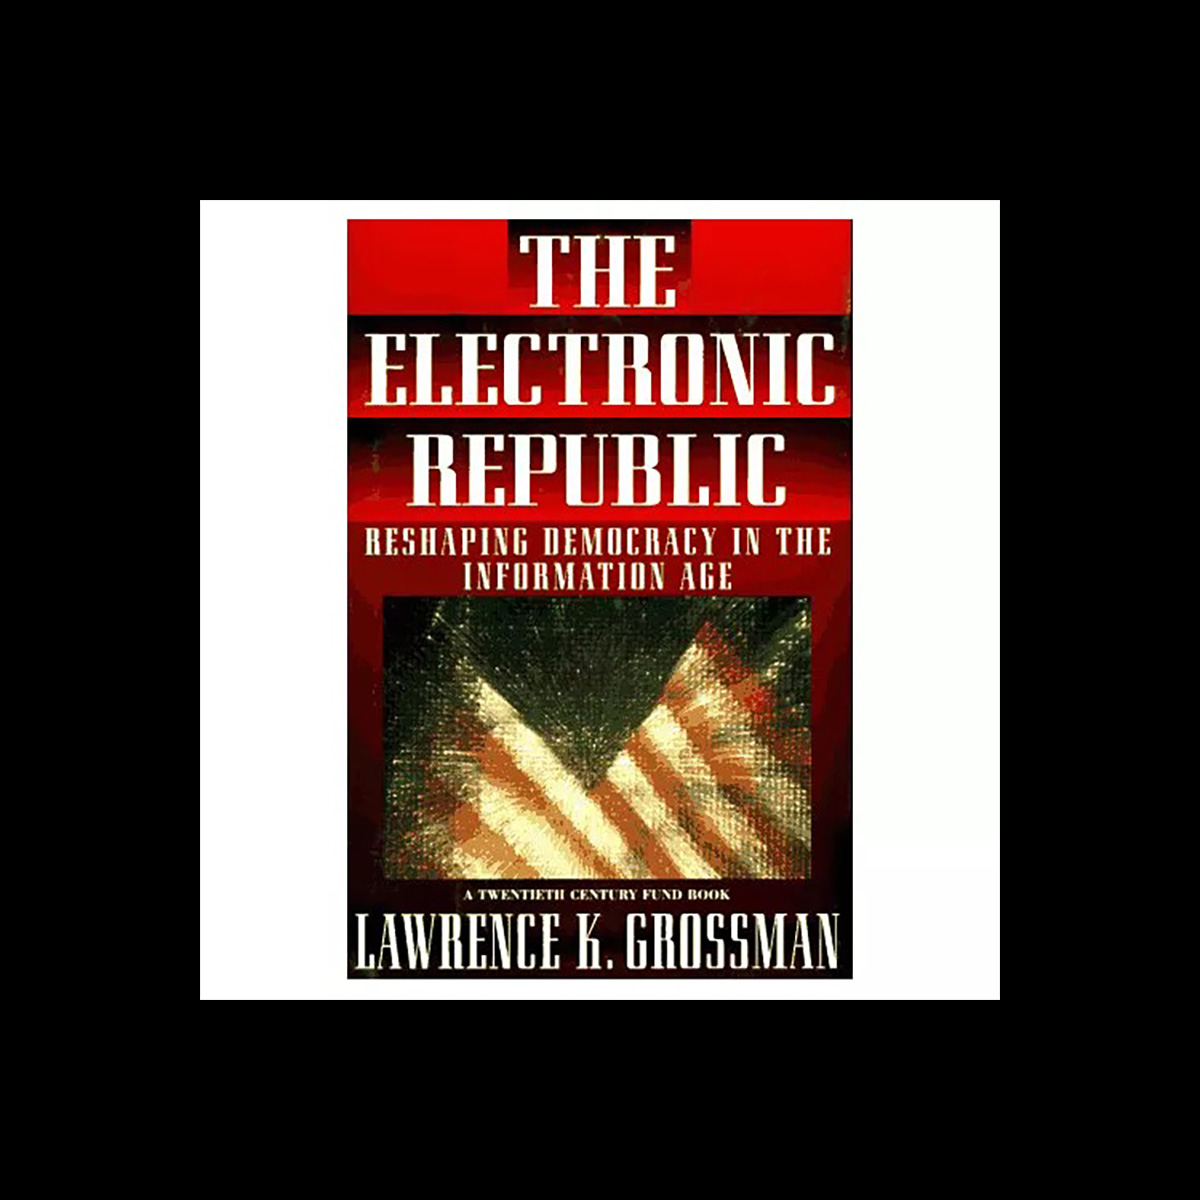 THE
ELECTRONIC
REPUBLIC
RESHAPING DEMOCRACY IN THE
INFORMATION AGE
A TWENTIETH CENTURY FUND BOOK
LAWRENCE K. GROSSMAN